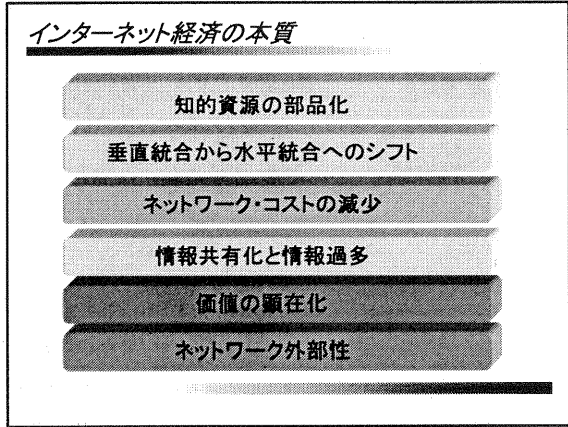 インターネット経済の本質
知的資源の部品化
垂直統合から水平統合へのシフト
ネットワーク・コストの減少
情報共有化と情報過多
価値の顕在化
ネットワーク外部性